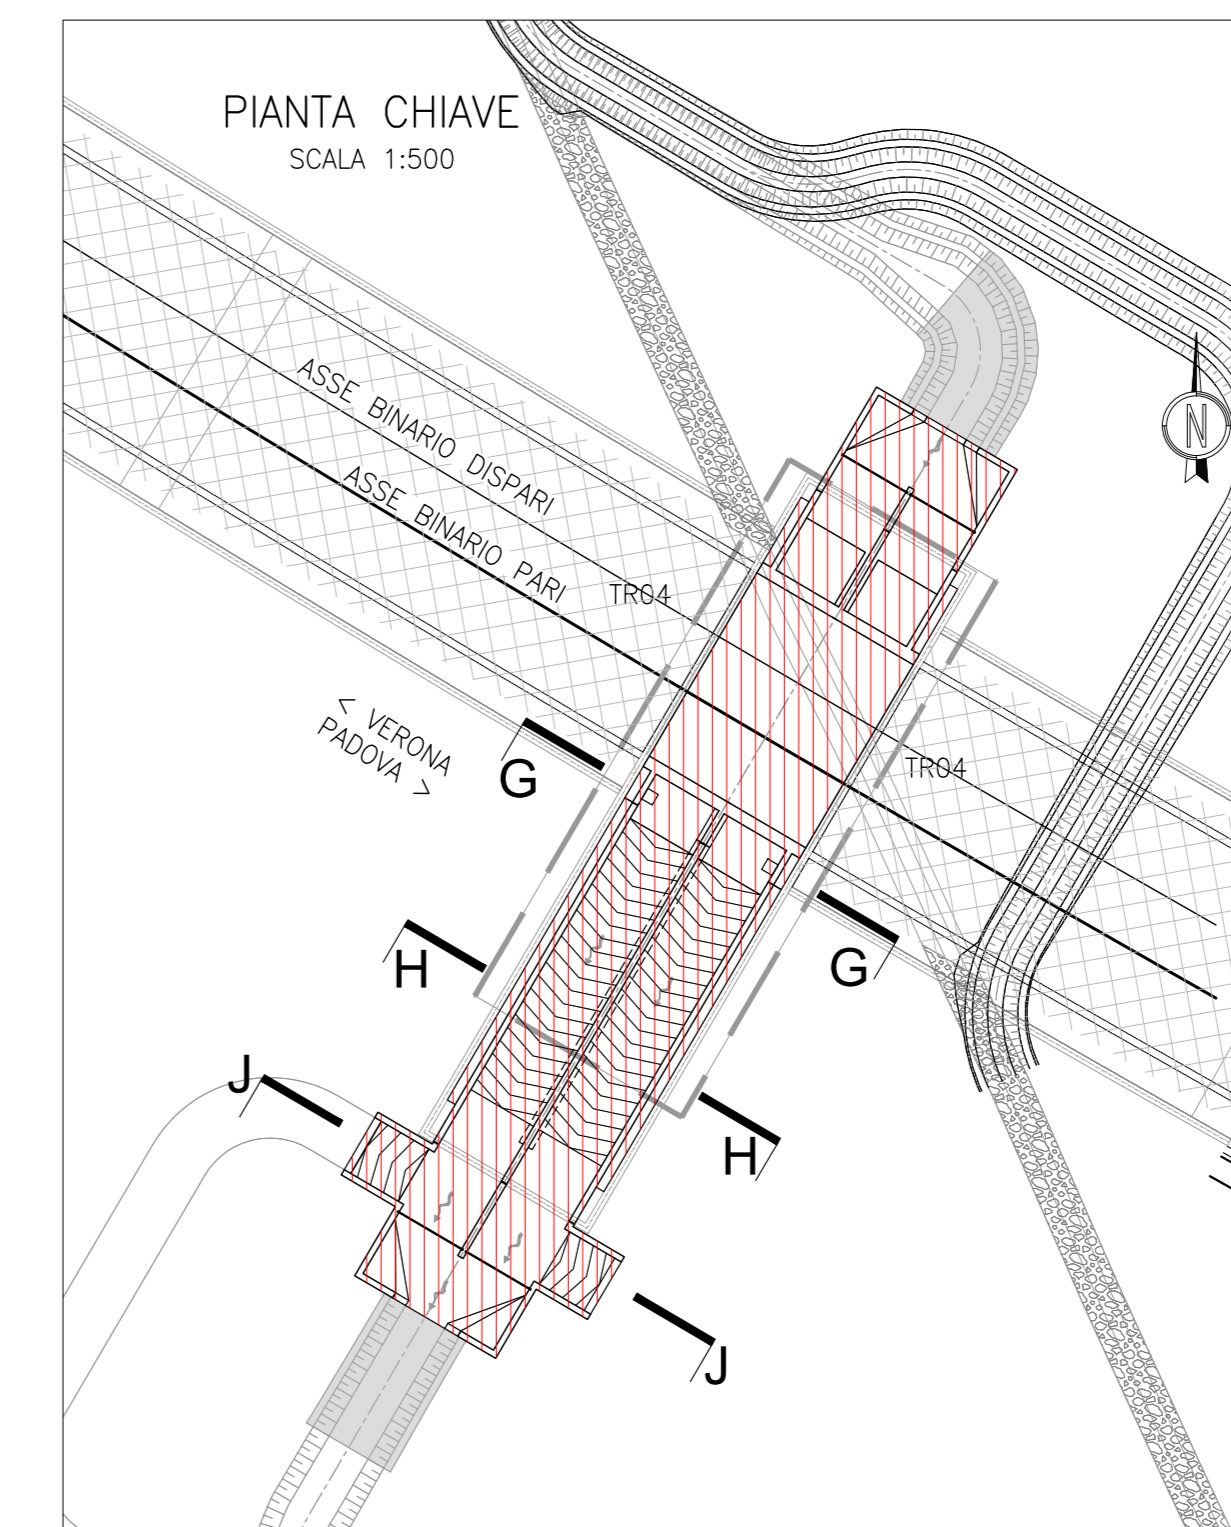 PIANTA CHIAVE
SCALA 1:500
N
ASSE BINARIO DISPARI
ASSE BINARIO PARI
TR04
< VERONA
PADOVA >
G
TR04
H
G
J
H
J